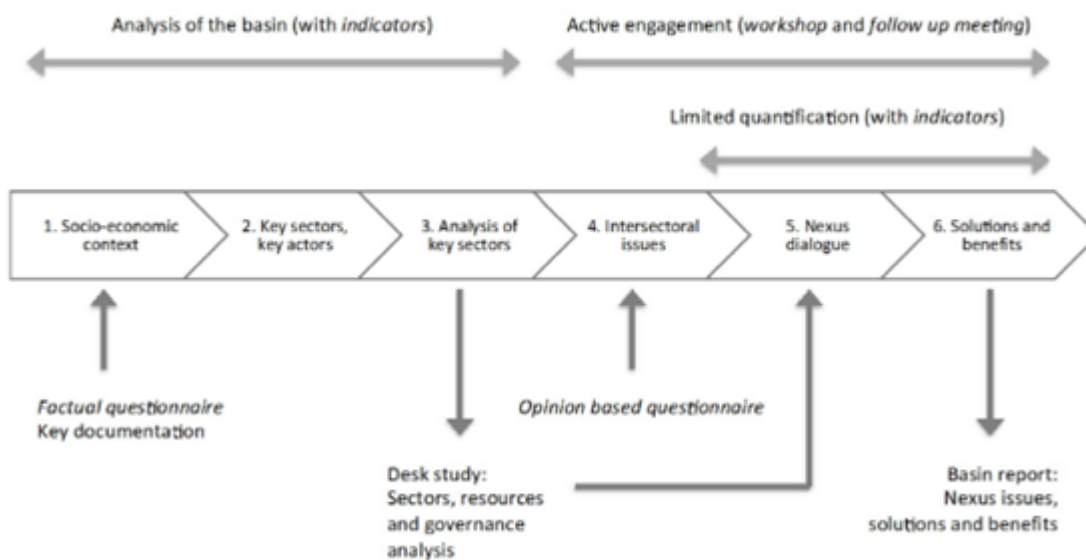 Analysis of the basin (with indicators)
Active engagement (workshop and follow up meeting)
Limited quantification (with indicators)
1. Socio-economic
context
2. Key sectors,
key actors
3. Analysis of
key sectors
4. Intersectoral
issues
5. Nexus
dialogue
6. Solutions and
benefits
Factual questionnaire
Key documentation
Opinion based questionnaire
Desk study:
Sectors, resources
and governance
analysis
Basin report:
Nexus issues,
solutions and benefits